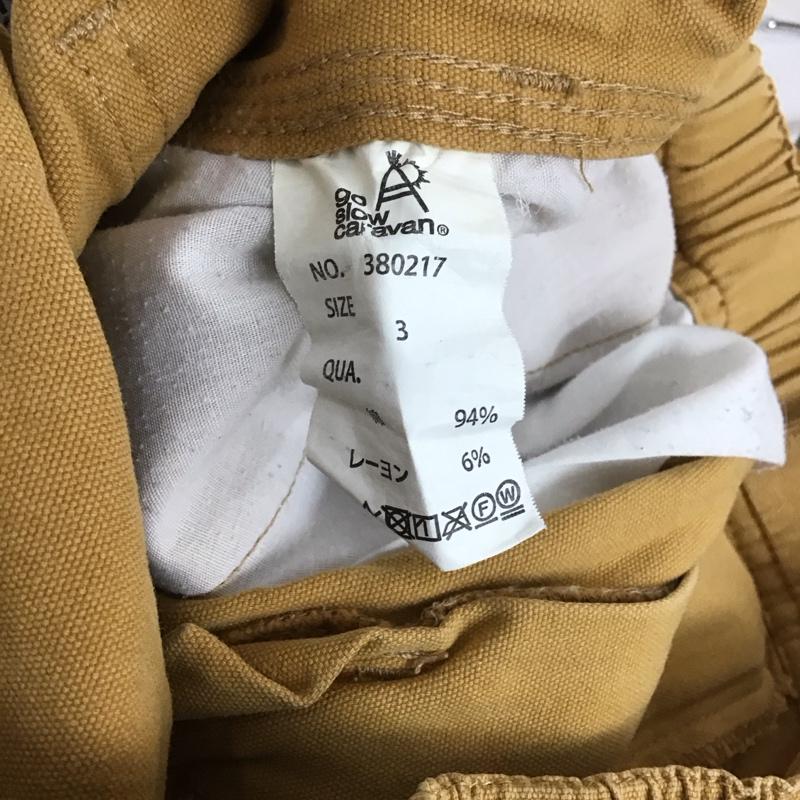 go
slow
caravan®
NO. 380217
SIZE
3
QUA.
94%
レーヨン 6%
F W